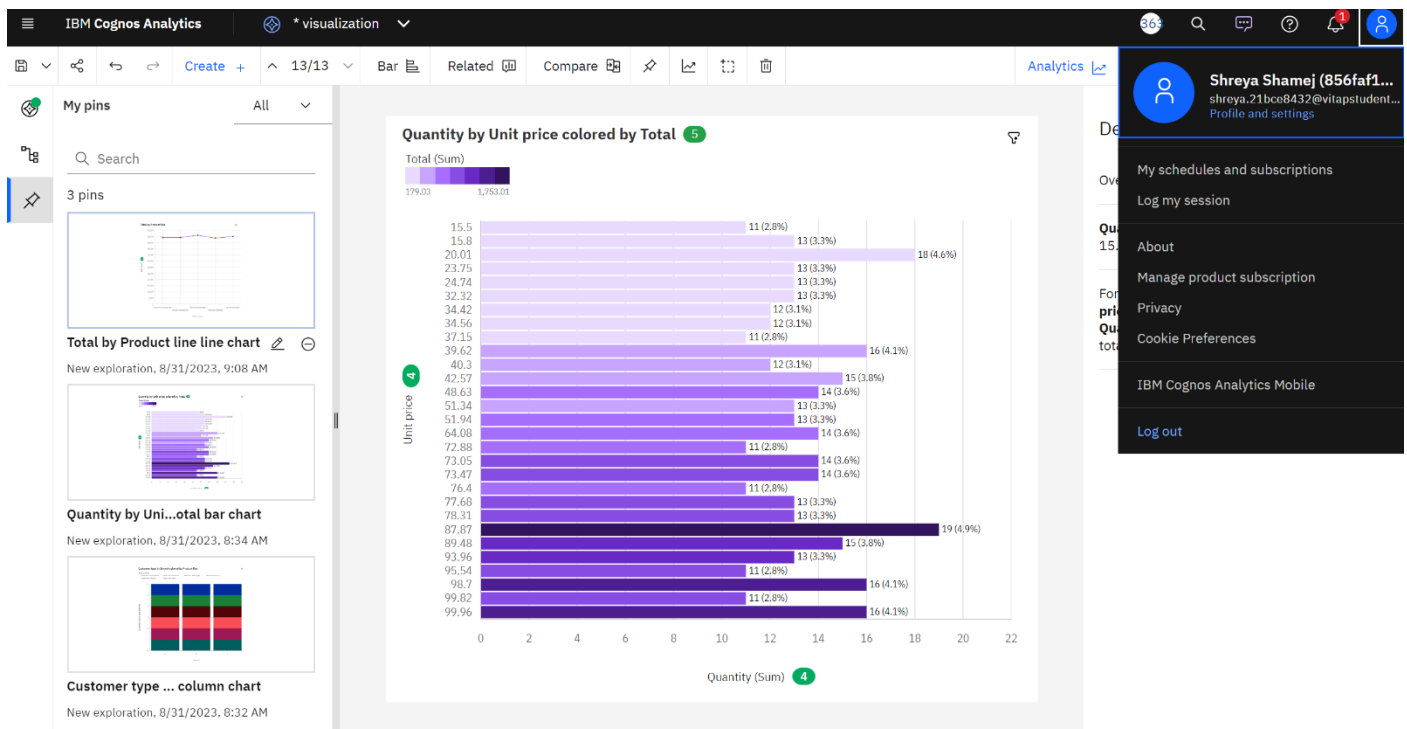 IBM Cognos Analytics
* visualization
363
1
Create +
13/13
Bar
Related
Compare
Analytics
My pins
All
Search
3 pins
Total by Product line line chart
New exploration, 8/31/2023, 9:08 AM
Quantity by Uni...otal bar chart
New exploration, 8/31/2023, 8:34 AM
Customer type ... column chart
New exploration, 8/31/2023, 8:32 AM
Quantity by Unit price colored by Total 5
Total (Sum)
179.03 1,753.01
Unit price 4
15.5 11 (2.8%)
15.8 13 (3.3%)
20.01 18 (4.6%)
23.75 13 (3.3%)
24.74 13 (3.3%)
32.32 13 (3.3%)
34.42 12 (3.1%)
34.56 12 (3.1%)
37.15 11 (2.8%)
39.62 16 (4.1%)
40.3 12 (3.1%)
42.57 15 (3.8%)
48.63 14 (3.6%)
51.34 13 (3.3%)
51.94 13 (3.3%)
64.08 14 (3.6%)
72.88 11 (2.8%)
73.05 14 (3.6%)
73.47 14 (3.6%)
76.4 11 (2.8%)
77.68 13 (3.3%)
78.31 13 (3.3%)
87.87 19 (4.9%)
89.48 15 (3.8%)
93.96 13 (3.3%)
95.54 11 (2.8%)
98.7 16 (4.1%)
99.82 11 (2.8%)
99.96 16 (4.1%)
0 2 4 6 8 10 12 14 16 18 20 22
Quantity (Sum) 4
De
Ove
Qua
15.
For
pri
Qua
tota
Shreya Shamej (856faf1...
shreya.21bce8432@vitapstudent...
Profile and settings
My schedules and subscriptions
Log my session
About
Manage product subscription
Privacy
Cookie Preferences
IBM Cognos Analytics Mobile
Log out